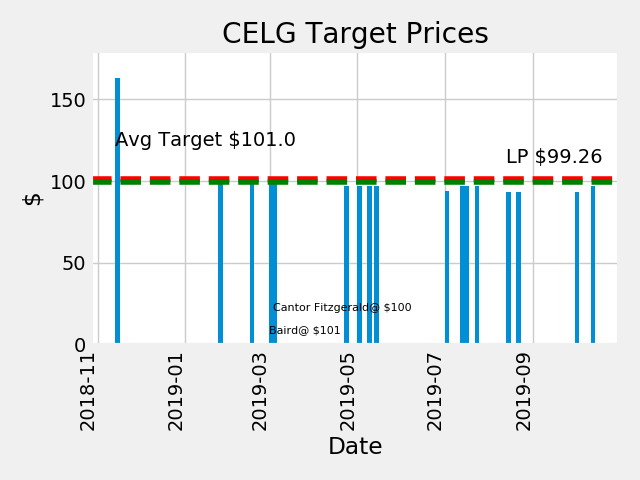 CELG Target Prices
150
Avg Target $101.0
LP $99.26
100
$
50
Cantor Fitzgerald@ $100
Baird@ $101
0
2018-11
2019-01
2019-03
2019-05
2019-07
2019-09
Date